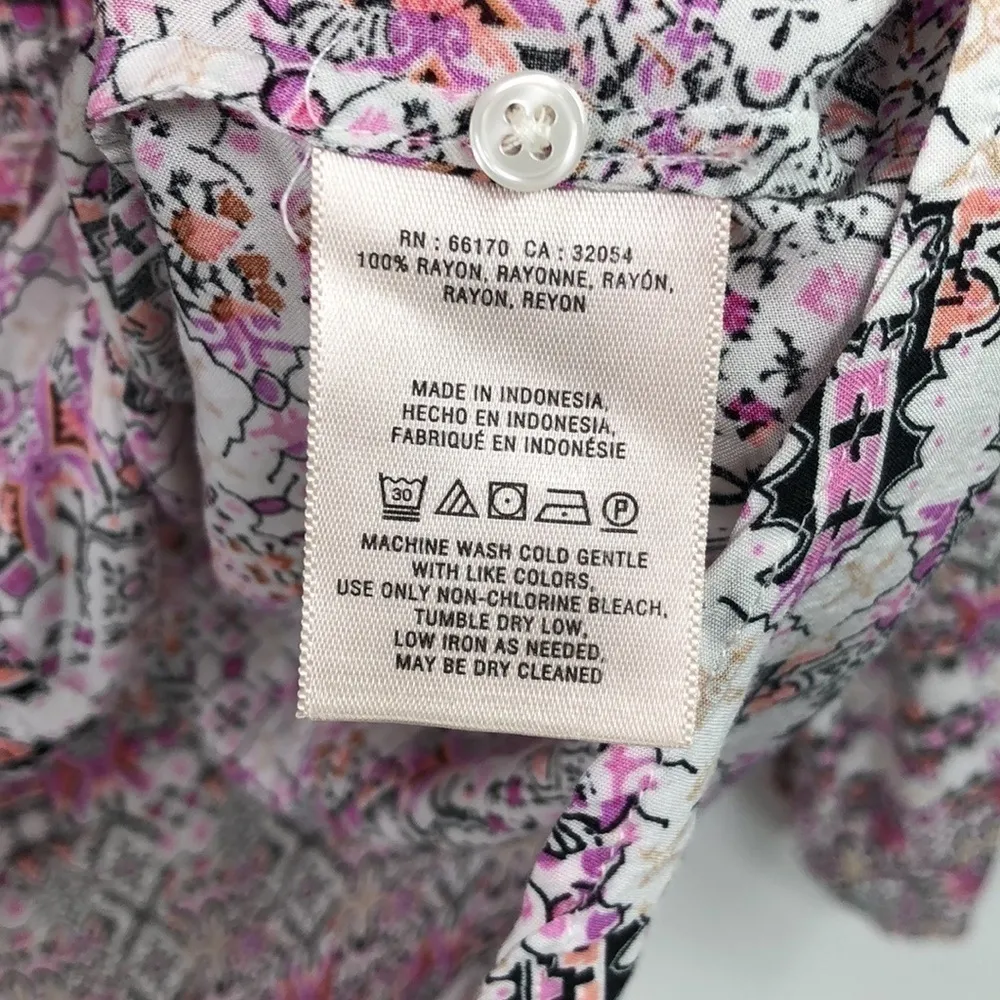 RN : 66170 CA : 32054
100% RAYON, RAYONNE, RAYÓN,
RAYON, REYON
MADE IN INDONESIA,
HECHO EN INDONESIA,
FABRIQUÉ EN INDONÉSIE
30 P
MACHINE WASH COLD GENTLE
WITH LIKE COLORS,
USE ONLY NON-CHLORINE BLEACH,
TUMBLE DRY LOW,
LOW IRON AS NEEDED,
MAY BE DRY CLEANED